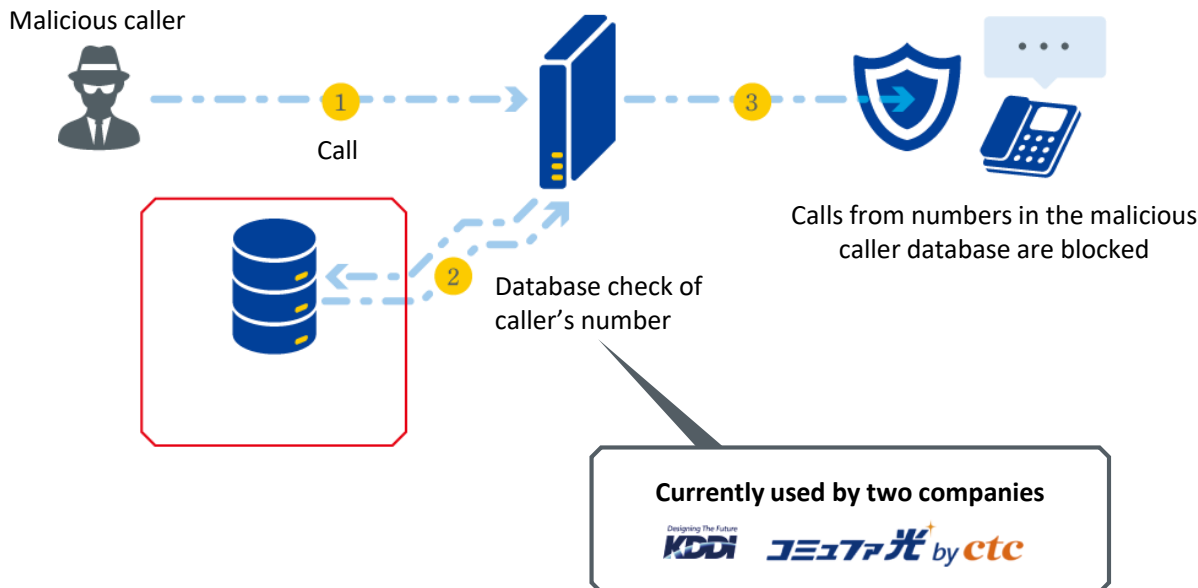 Malicious caller
1
3
Call
2
Calls from numbers in the malicious
caller database are blocked
Database check of
caller’s number
Currently used by two companies
Designing The Future
KDDI
コミュファ光 by ctc